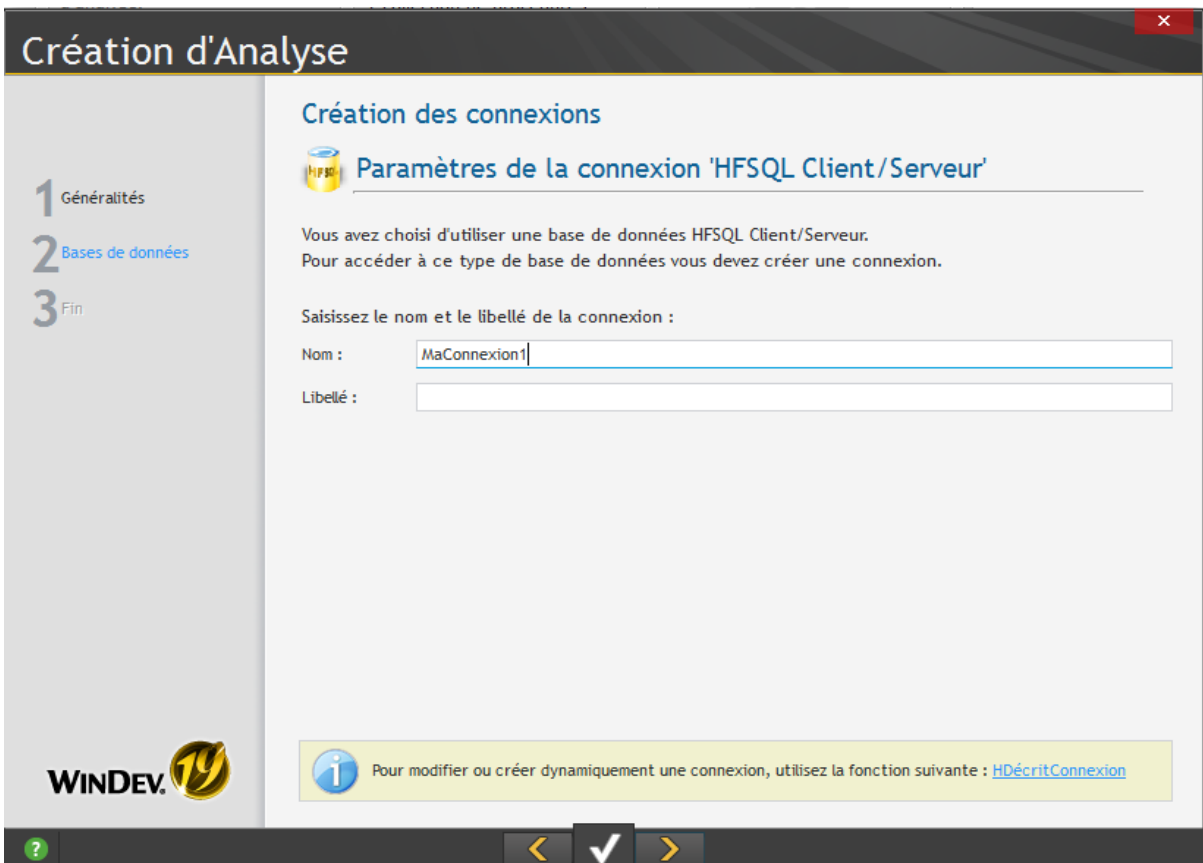 Création d'Analyse
1 Généralités
2 Bases de données
3 Fin
Création des connexions
HFSQL
Paramètres de la connexion 'HFSQL Client/Serveur'
Vous avez choisi d'utiliser une base de données HFSQL Client/Serveur.
Pour accéder à ce type de base de données vous devez créer une connexion.
Saisissez le nom et le libellé de la connexion :
Nom : MaConnexion1
Libellé :
WINDEV. 19
Pour modifier ou créer dynamiquement une connexion, utilisez la fonction suivante : HDécritConnexion
?